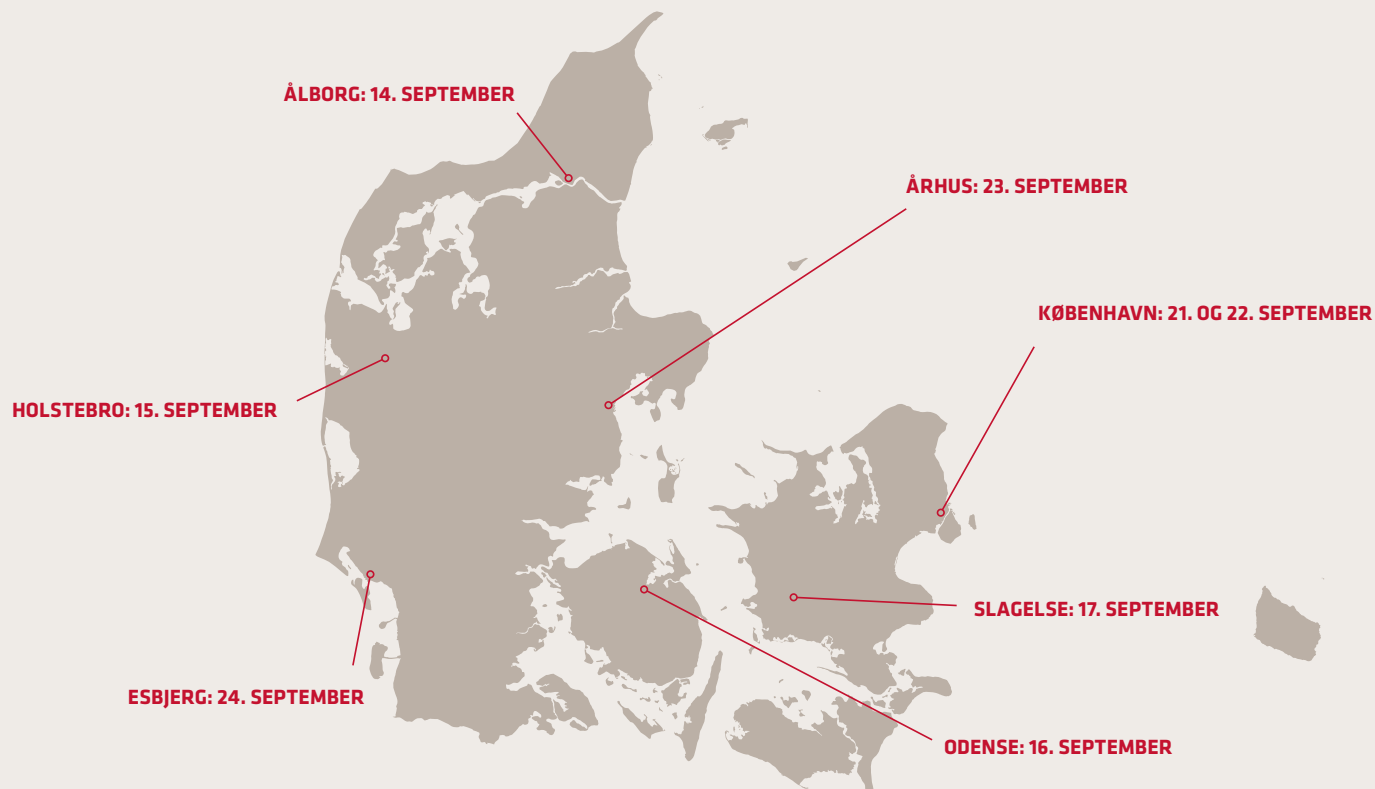 ÅLBORG: 14. SEPTEMBER
ÅRHUS: 23. SEPTEMBER
KØBENHAVN: 21. OG 22. SEPTEMBER
HOLSTEBRO: 15. SEPTEMBER
SLAGELSE: 17. SEPTEMBER
ESBJERG: 24. SEPTEMBER
ODENSE: 16. SEPTEMBER